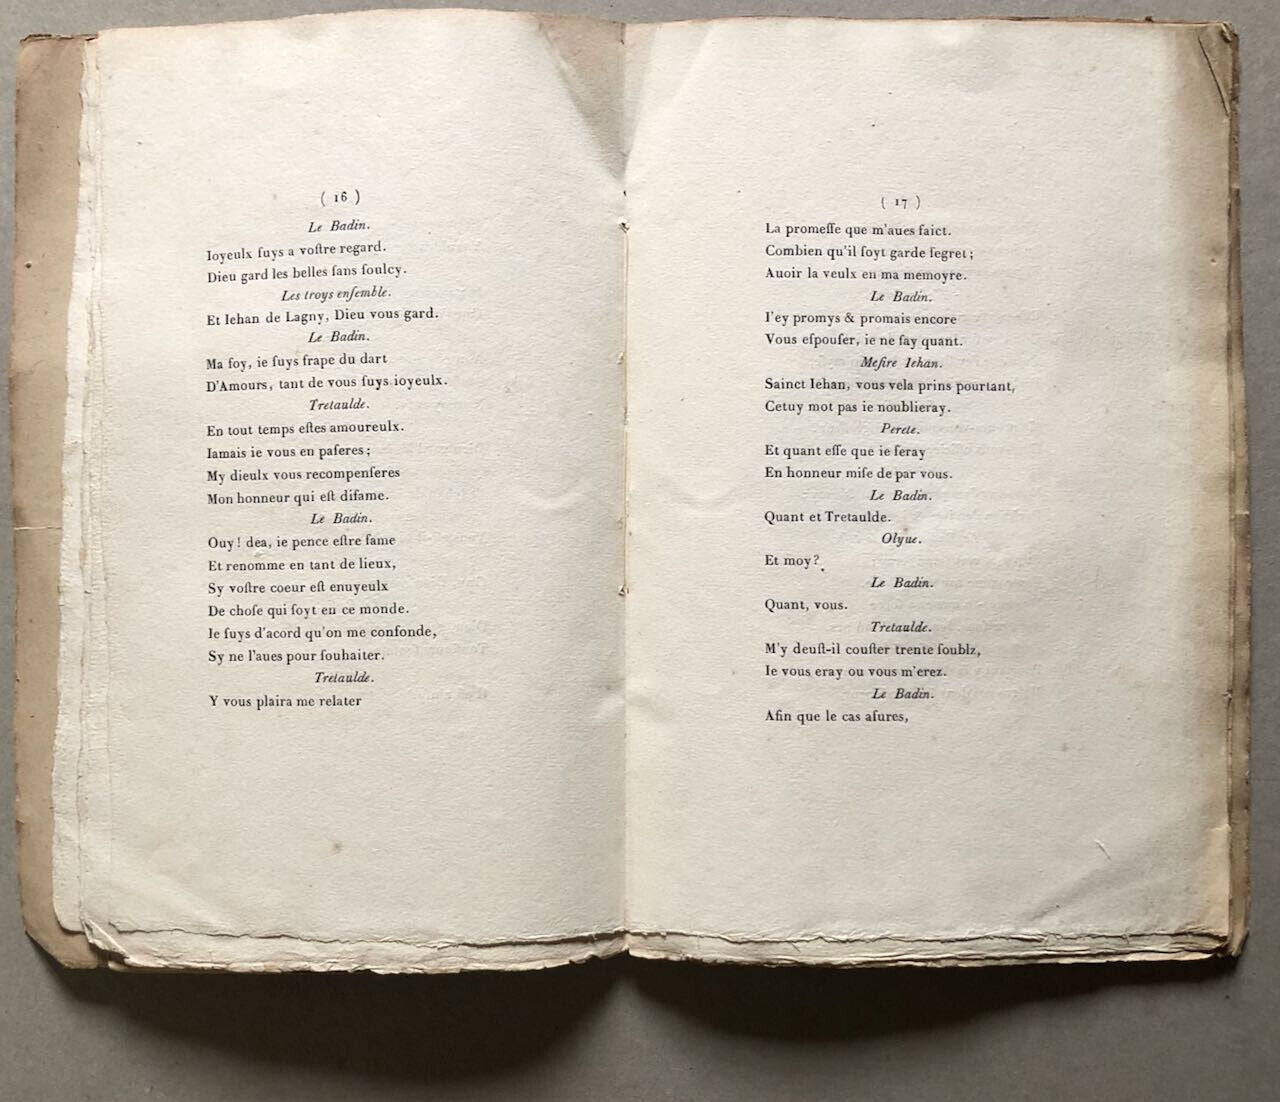 ( 16 )
Le Badin.
Ioyeulx ſuys a voſtre regard.
Dieu gard les belles ſans ſoulcy.
Les troys enſemble.
Et Iehan de Lagny, Dieu vous gard.
Le Badin.
Ma foy, ie ſuys frape du dart
D'Amours, tant de vous ſuys ioyeulx.
Tretaulde.
En tout temps eſtes amoureulx.
Iamais ie vous en paſeres ;
My dieulx vous recompenſeres
Mon honneur qui eſt difame.
Le Badin.
Ouy! dea, ie pence eſtre fame
Et renomme en tant de lieux,
Sy voſtre coeur eſt enuyeulx
De choſe qui ſoyt en ce monde.
Ie ſuys d'acord qu'on me confonde,
Sy ne l'aues pour ſouhaiter.
Tretaulde.
Y vous plaira me relater
( 17 )
La promeſſe que m'aues faict.
Combien qu'il ſoyt garde ſegret ;
Auoir la veulx en ma memoyre.
Le Badin.
I'ey promys & promais encore
Vous eſpouſer, ie ne ſay quant.
Meſire Iehan.
Sainct Iehan, vous vela prins pourtant,
Cetuy mot pas ie noublieray.
Perete.
Et quant eſſe que ie ſeray
En honneur miſe de par vous.
Le Badin.
Quant et Tretaulde.
Olyue.
Et moy?
Le Badin.
Quant, vous.
Tretaulde.
M'y deuſt-il couſter trente ſoublz,
Ie vous eray ou vous m'erez.
Le Badin.
Afin que le cas aſures,